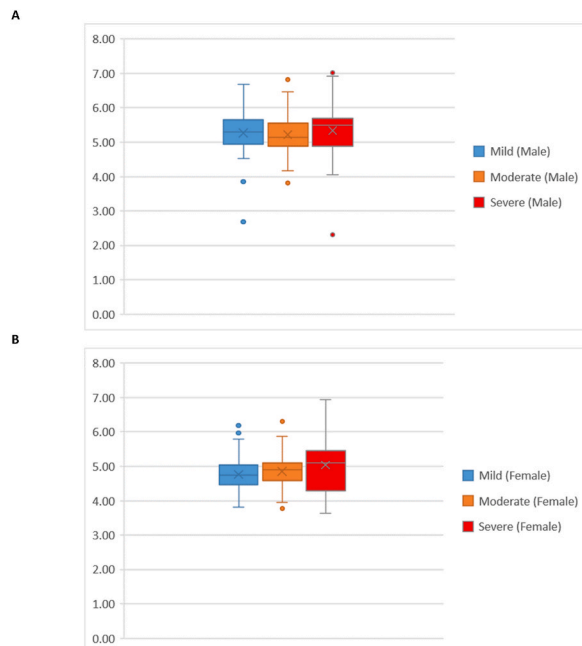 A
8.00
7.00
6.00
5.00
4.00
3.00
2.00
1.00
0.00
Mild (Male)
Moderate (Male)
Severe (Male)
B
8.00
7.00
6.00
5.00
4.00
3.00
2.00
1.00
0.00
Mild (Female)
Moderate (Female)
Severe (Female)